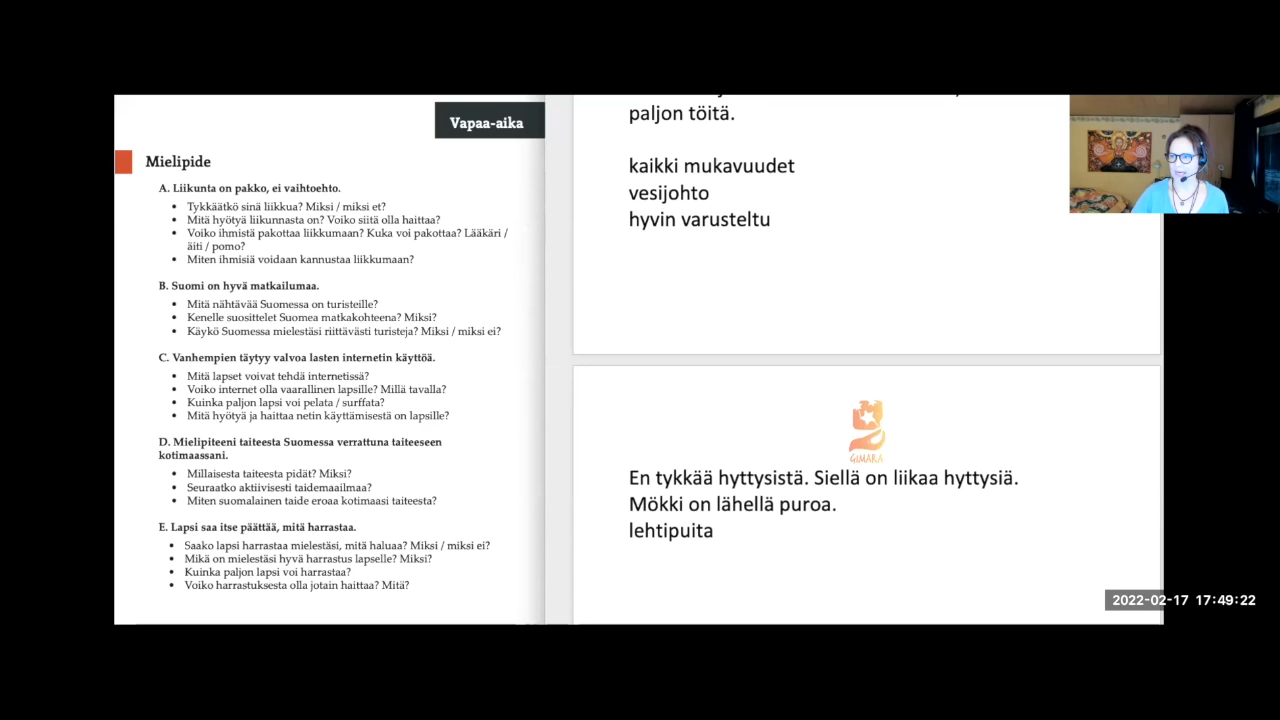 Vapaa-aika
Mielipide
A. Liikunta on pakko, ei vaihtoehto.
• Tykkäätkö sinä liikkua? Miksi / miksi et?
• Mitä hyötyä liikunnasta on? Voiko siitä olla haittaa?
• Voiko ihmistä pakottaa liikkumaan? Kuka voi pakottaa? Lääkäri /
äiti / pomo?
• Miten ihmisiä voidaan kannustaa liikkumaan?
B. Suomi on hyvä matkailumaa.
• Mitä nähtävää Suomessa on turisteille?
• Kenelle suosittelet Suomea matkakohteena? Miksi?
• Käykö Suomessa mielestäsi riittävästi turisteja? Miksi / miksi ei?
C. Vanhempien täytyy valvoa lasten internetin käyttöä.
• Mitä lapset voivat tehdä internetissä?
• Voiko internet olla vaarallinen lapsille? Millä tavalla?
• Kuinka paljon lapsi voi pelata / surffata?
• Mitä hyötyä ja haittaa netin käyttämisestä on lapsille?
D. Mielipiteeni taiteesta Suomessa verrattuna taiteeseen
kotimaassani.
• Millaisesta taiteesta pidät? Miksi?
• Seuraatko aktiivisesti taidemaailmaa?
• Miten suomalainen taide eroaa kotimaasi taiteesta?
E. Lapsi saa itse päättää, mitä harrastaa.
• Saako lapsi harrastaa mielestäsi, mitä haluaa? Miksi / miksi ei?
• Mikä on mielestäsi hyvä harrastus lapselle? Miksi?
• Kuinka paljon lapsi voi harrastaa?
• Voiko harrastuksesta olla jotain haittaa? Mitä?
paljon töitä.
kaikki mukavuudet
vesijohto
hyvin varusteltu
GIMARA
En tykkää hyttysistä. Siellä on liikaa hyttysiä.
Mökki on lähellä puroa.
lehtipuita
2022-02-17 17:49:22